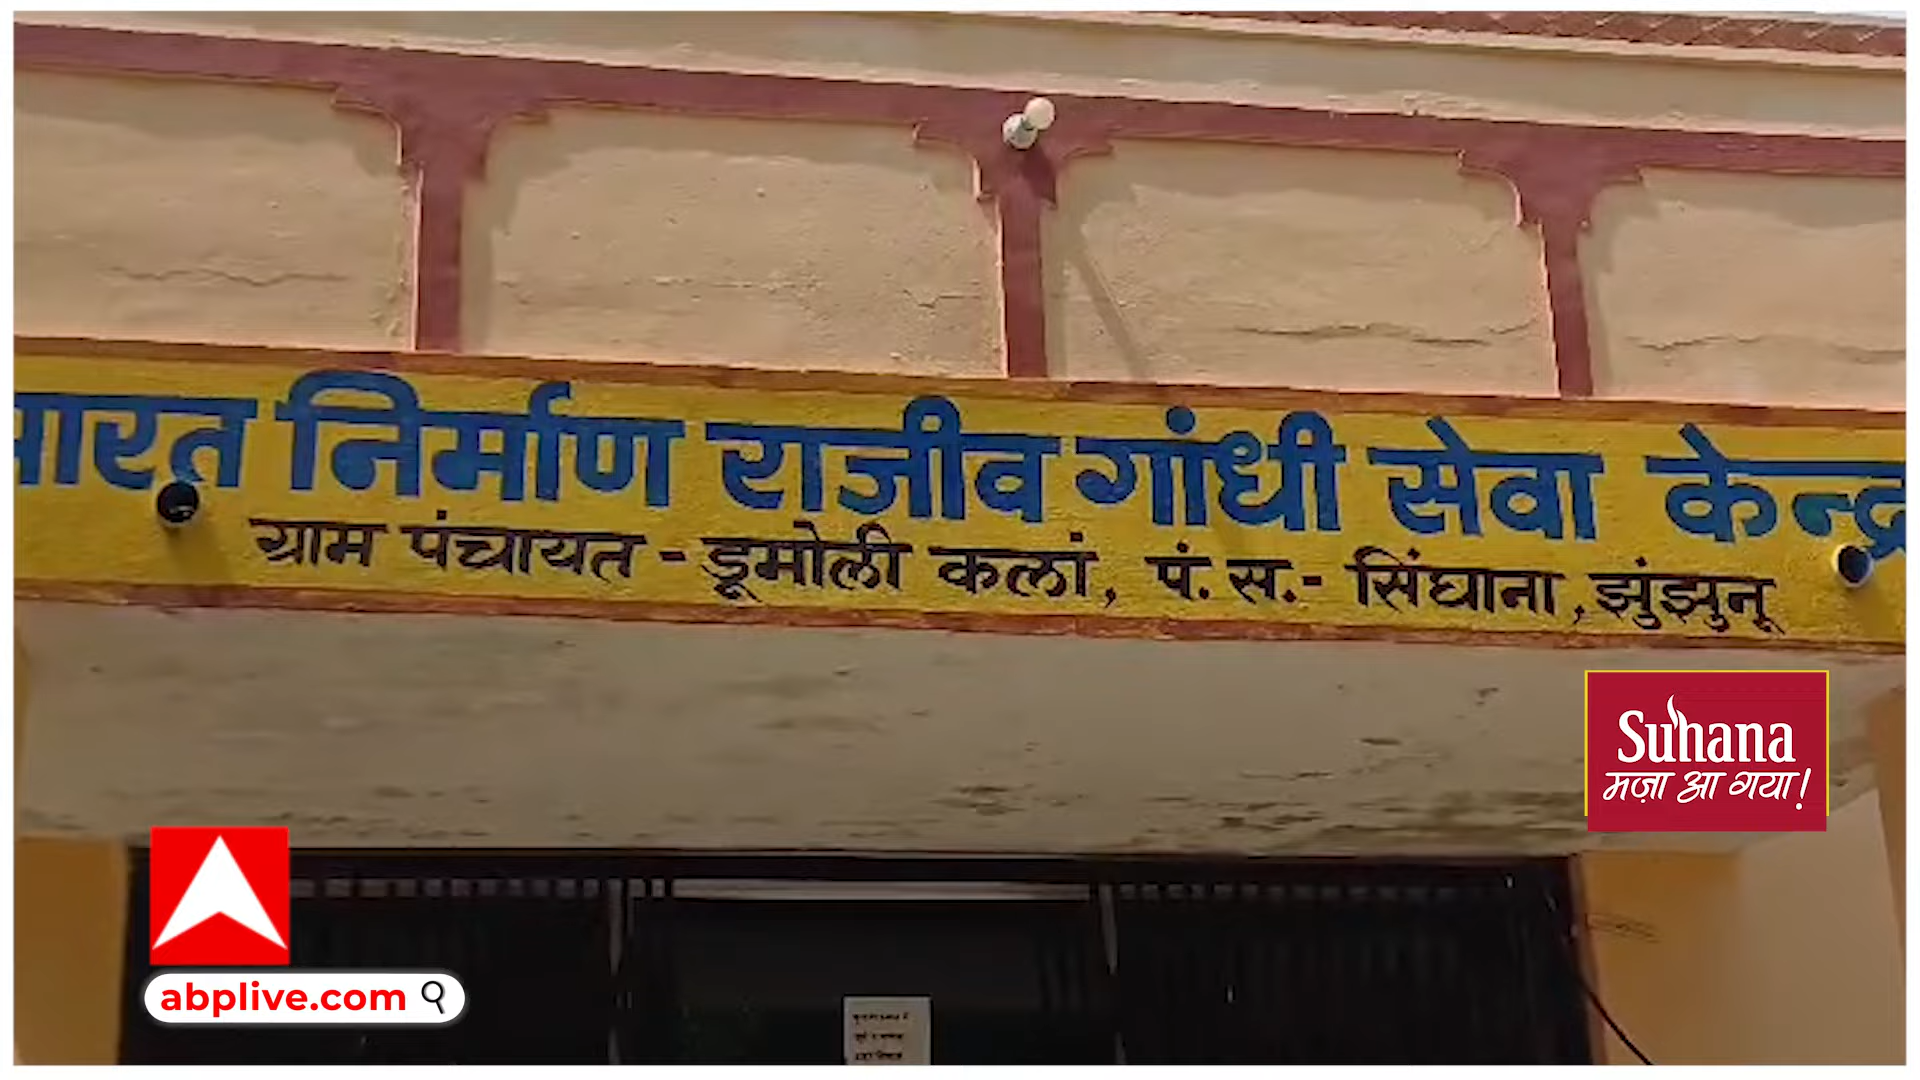 भारत निर्माण राजीव गांधी सेवा केन्द्र
ग्राम पंचायत - डूमोली कलां, पं. स.- सिंघाना, झुंझुनू
Suhana
मज़ा आ गया!
abplive.com